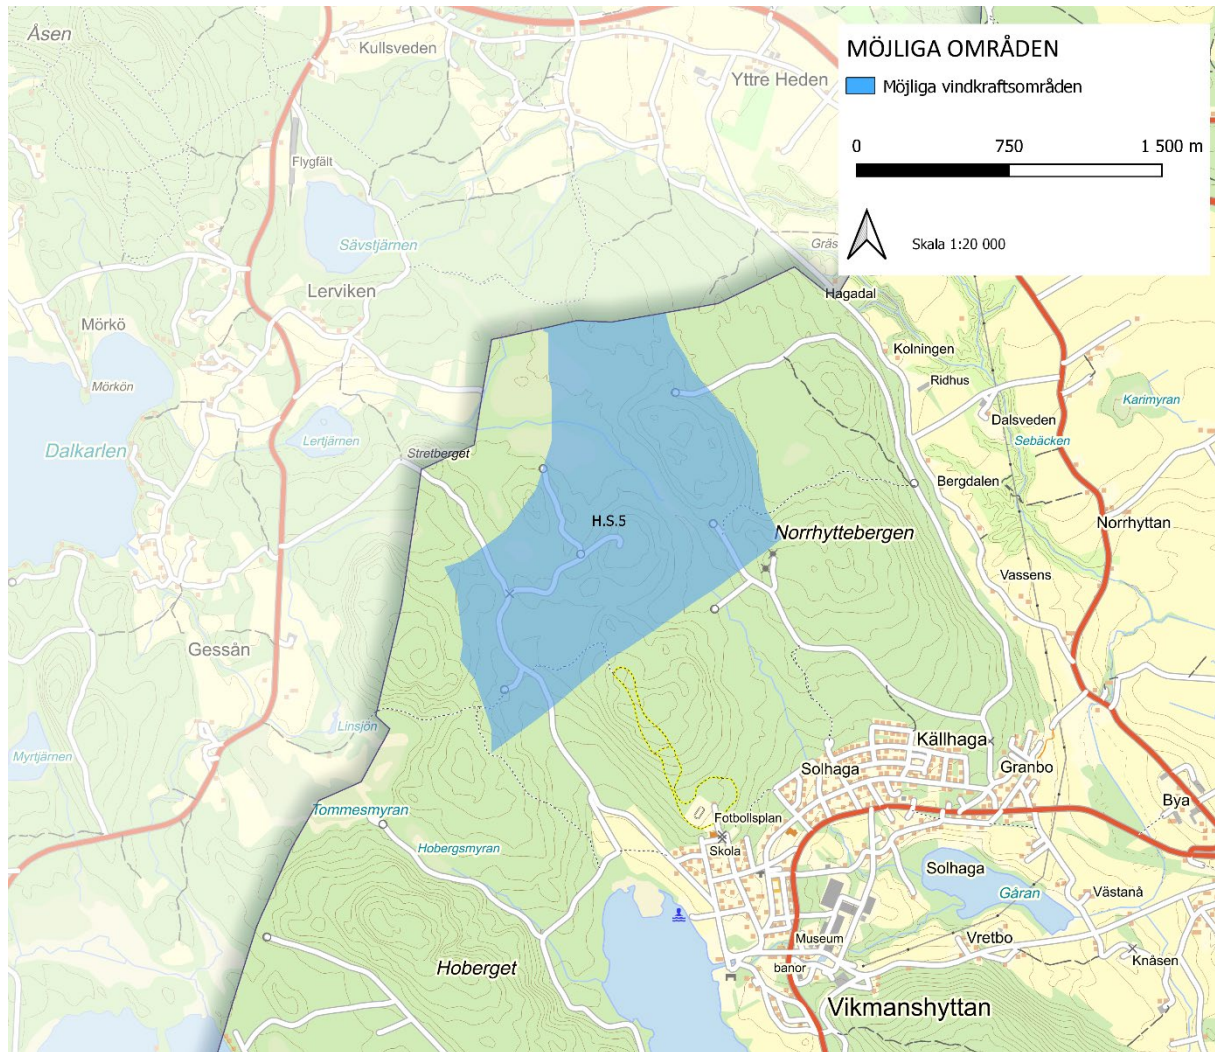 Åsen
Kullsveden
Yttre Heden
MÖJLIGA OMRÅDEN
Möjliga vindkraftsområden
0 750 1 500 m
Skala 1:20 000
Flygfält
Sävstjärnen
Gräs
Hagadal
Lerviken
Mörkö
Mörkön
Kolningen
Ridhus
Karimyran
Dalsveden
Sebäcken
Dalkarlen
Lertjärnen
Stretberget
Bergdalen
H.S.5
Norrhyttan
Norrhyttebergen
Vassens
Gessån
Linsjön
Myrtjärnen
Källhaga
Solhaga
Granbo
Bya
Tommesmyran
Fotbollsplan
Hobergsmyran
Skola
Solhaga
Gåran
Västanå
Museum
Vretbo
Knåsen
Hoberget
banor
Vikmanshyttan